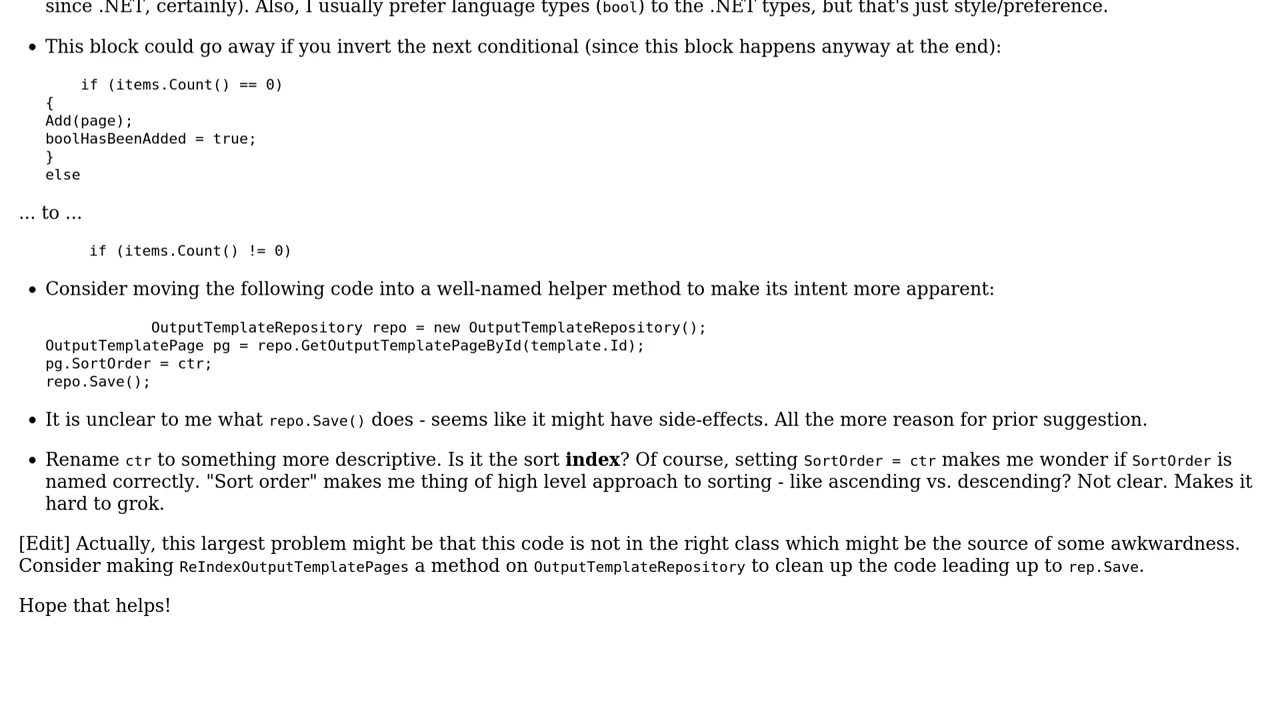 since .NET, certainly). Also, I usually prefer language types (bool) to the .NET types, but that's just style/preference.
• This block could go away if you invert the next conditional (since this block happens anyway at the end):
if (items.Count() == 0)
{
Add(page);
boolHasBeenAdded = true;
}
else
... to ...
if (items.Count() != 0)
• Consider moving the following code into a well-named helper method to make its intent more apparent:
OutputTemplateRepository repo = new OutputTemplateRepository();
OutputTemplatePage pg = repo.GetOutputTemplatePageById(template.Id);
pg.SortOrder = ctr;
repo.Save();
• It is unclear to me what repo.Save() does - seems like it might have side-effects. All the more reason for prior suggestion.
• Rename ctr to something more descriptive. Is it the sort index? Of course, setting SortOrder = ctr makes me wonder if SortOrder is
named correctly. "Sort order" makes me thing of high level approach to sorting - like ascending vs. descending? Not clear. Makes it
hard to grok.
[Edit] Actually, this largest problem might be that this code is not in the right class which might be the source of some awkwardness.
Consider making ReIndexOutputTemplatePages a method on OutputTemplateRepository to clean up the code leading up to rep.Save.
Hope that helps!